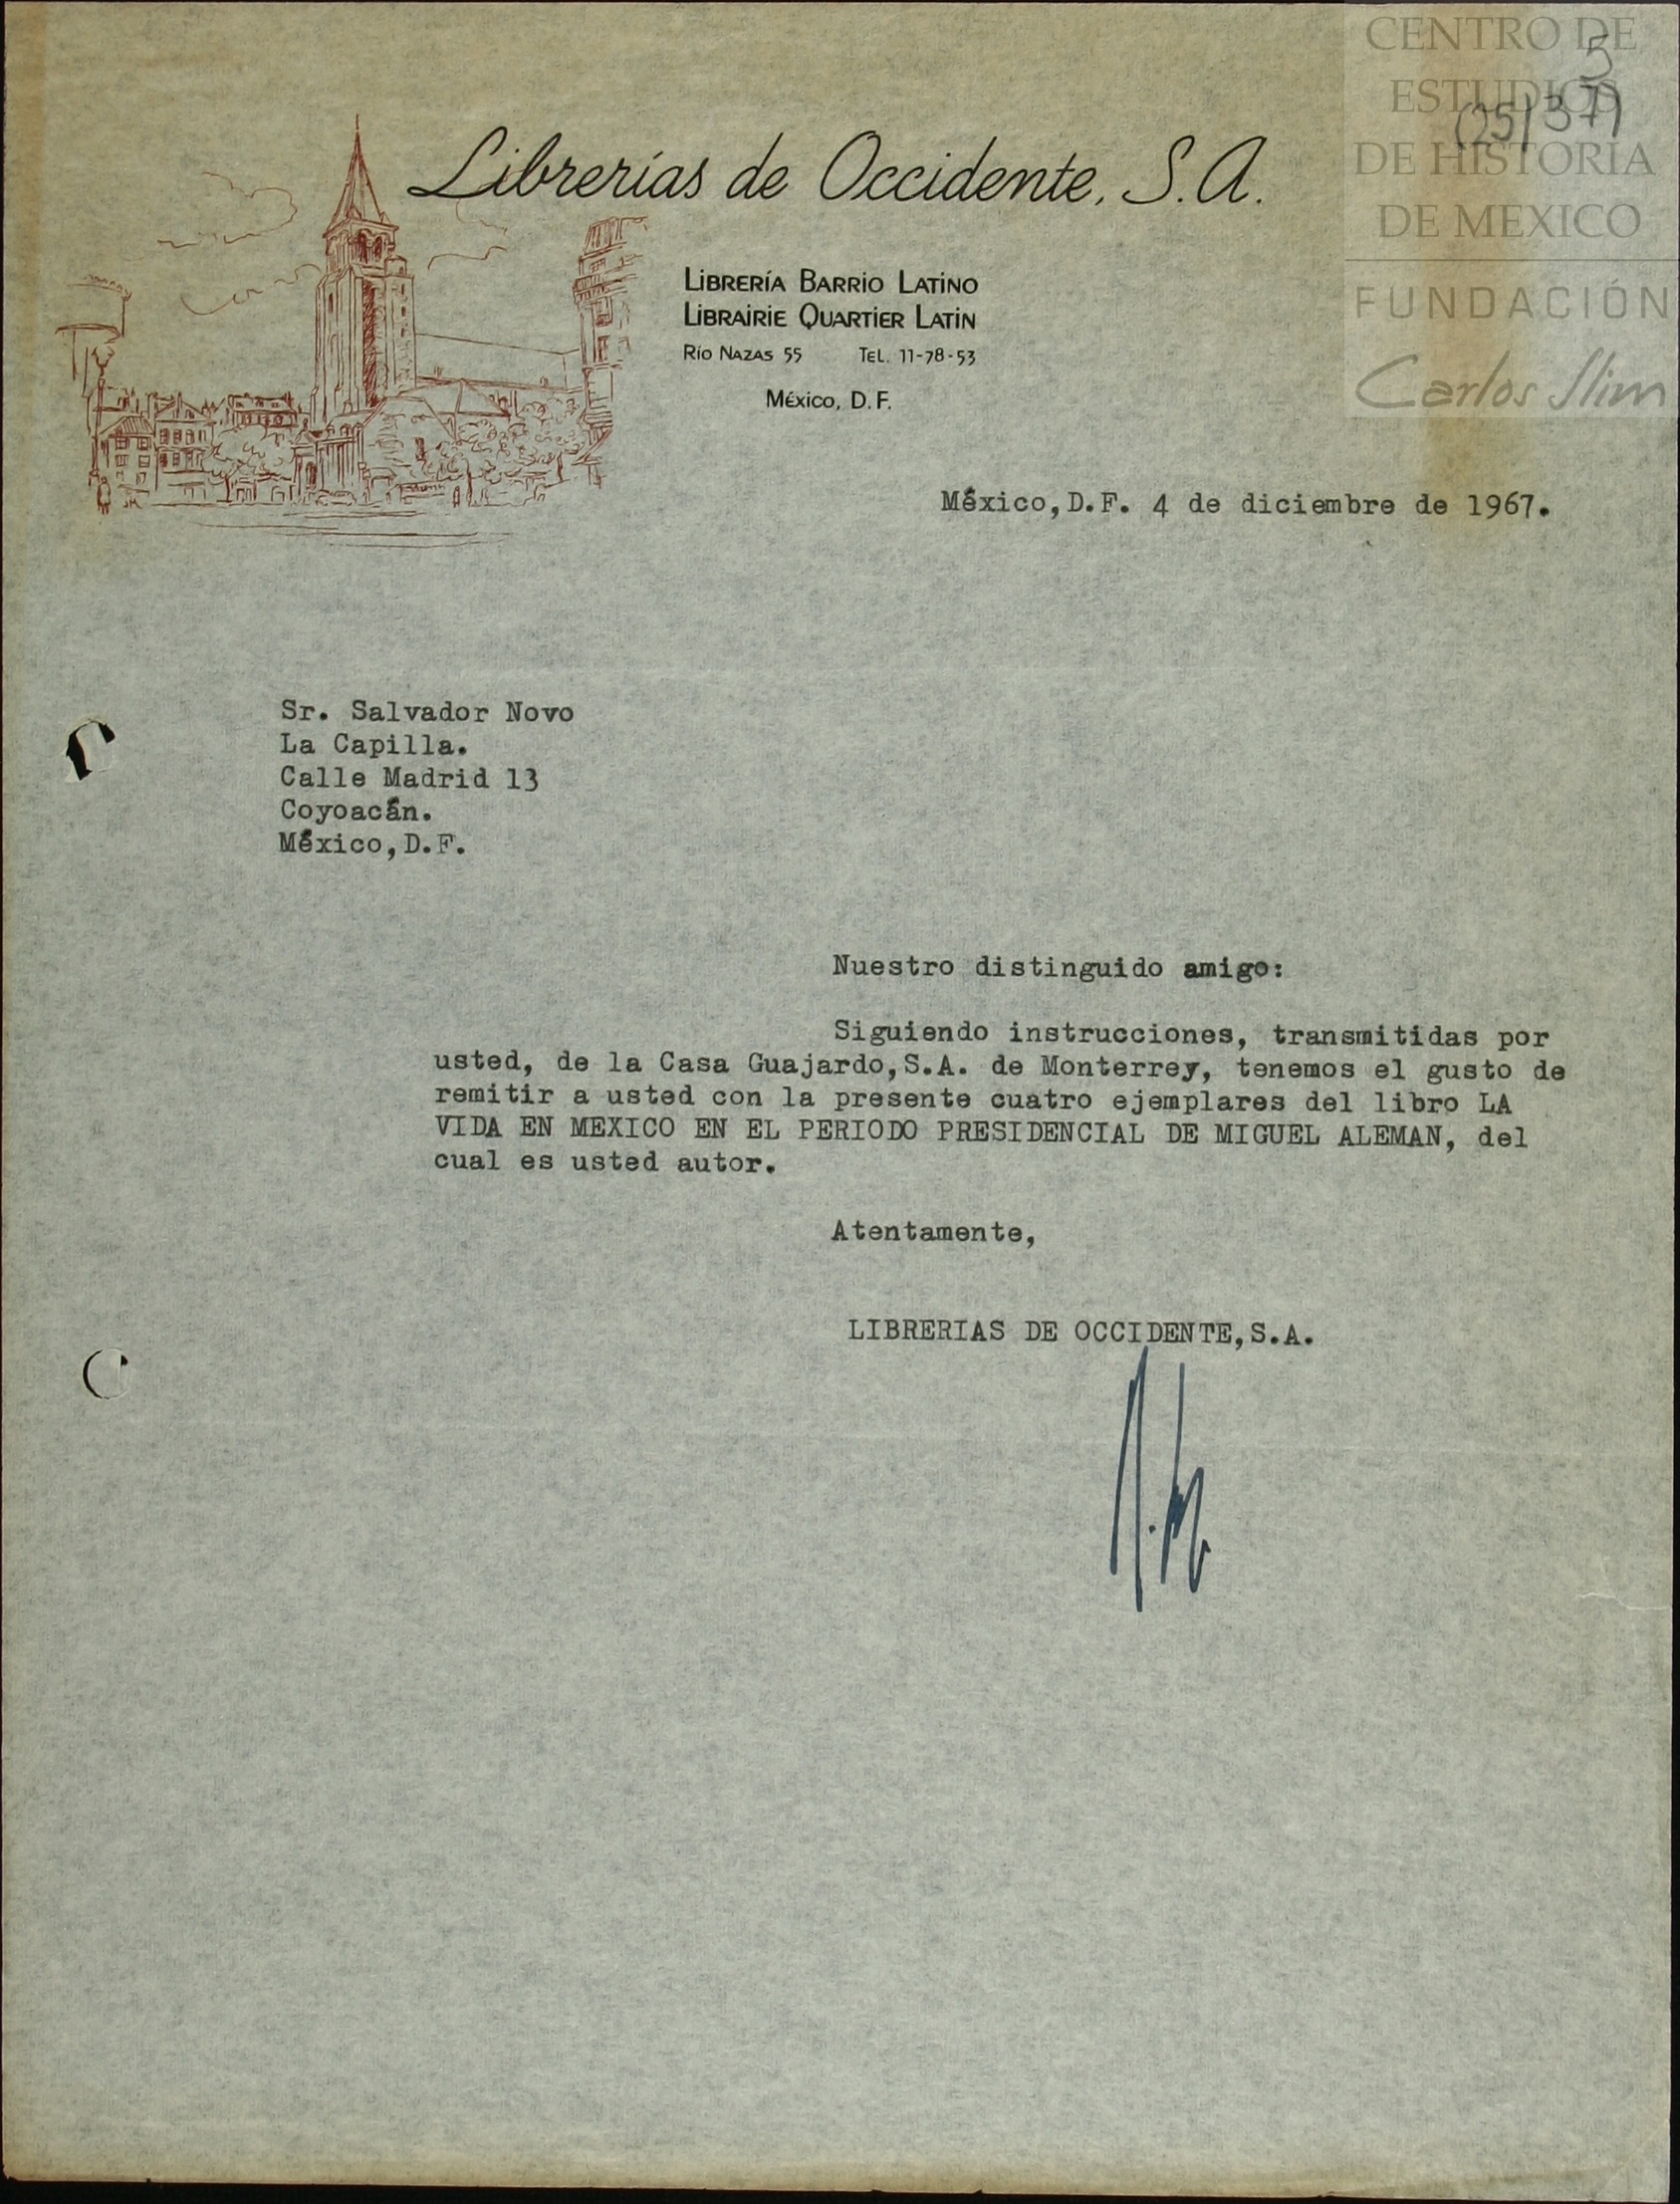 CENTRO DE
ESTUDIOS
DE HISTORIA
DE MEXICO
FUNDACIÓN
Carlos Slim
5
(25/37)
Librerías de Occidente, S.A.
LIBRERÍA BARRIO LATINO
LIBRAIRIE QUARTIER LATIN
RÍO NAZAS 55 TEL. 11-78-53
MÉXICO, D.F.
México,D.F. 4 de diciembre de 1967.
Sr. Salvador Novo
La Capilla.
Calle Madrid 13
Coyoacán.
México,D.F.
Nuestro distinguido amigo:
Siguiendo instrucciones, transmitidas por
usted, de la Casa Guajardo,S.A. de Monterrey, tenemos el gusto de
remitir a usted con la presente cuatro ejemplares del libro LA
VIDA EN MEXICO EN EL PERIODO PRESIDENCIAL DE MIGUEL ALEMAN, del
cual es usted autor.
Atentamente,
LIBRERIAS DE OCCIDENTE,S.A.